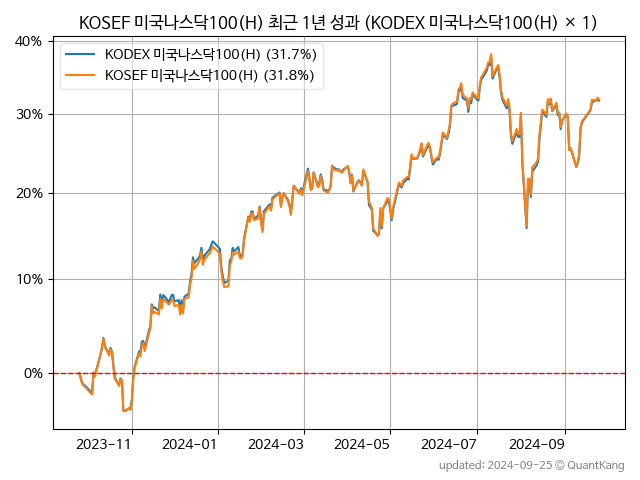 KOSEF 미국나스닥100(H) 최근 1년 성과 (KODEX 미국나스닥100(H) × 1)
40%
KODEX 미국나스닥100(H) (31.7%)
KOSEF 미국나스닥100(H) (31.8%)
30%
20%
10%
0%
2023-11 2024-01 2024-03 2024-05 2024-07 2024-09
updated: 2024-09-25 © QuantKang